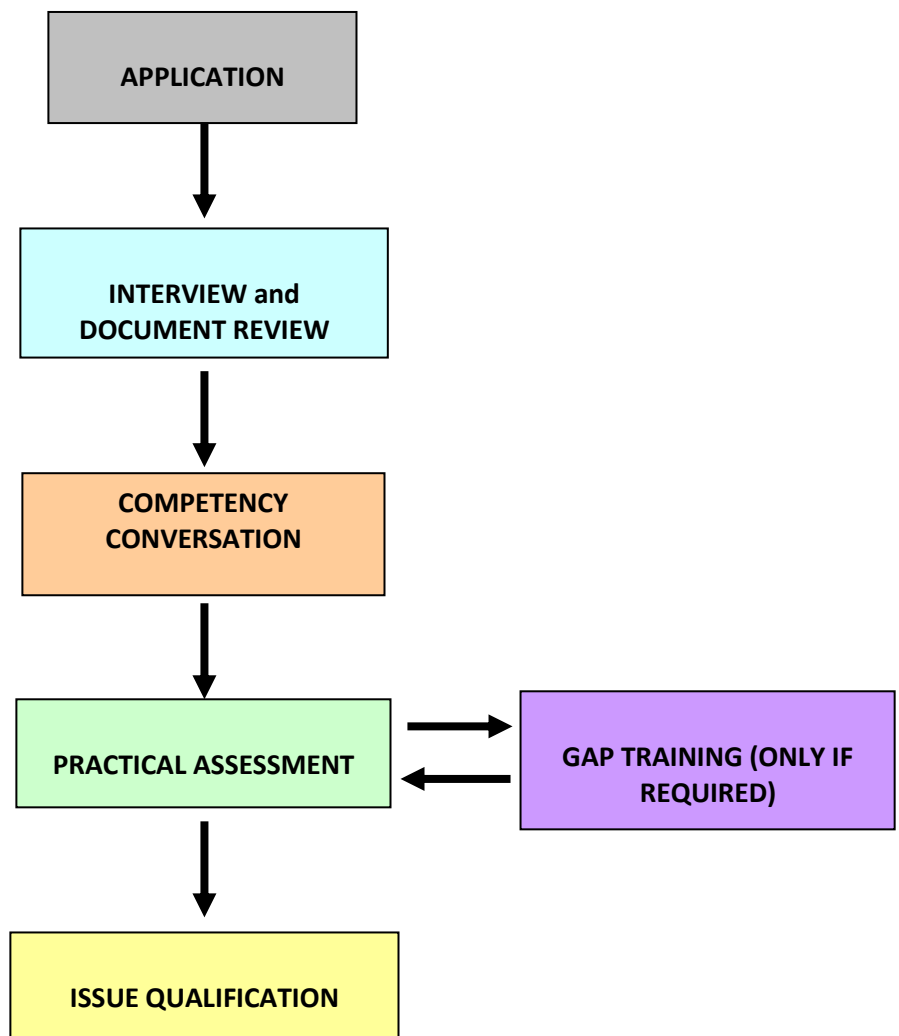 APPLICATION
INTERVIEW and
DOCUMENT REVIEW
COMPETENCY
CONVERSATION
PRACTICAL ASSESSMENT
GAP TRAINING (ONLY IF
REQUIRED)
ISSUE QUALIFICATION